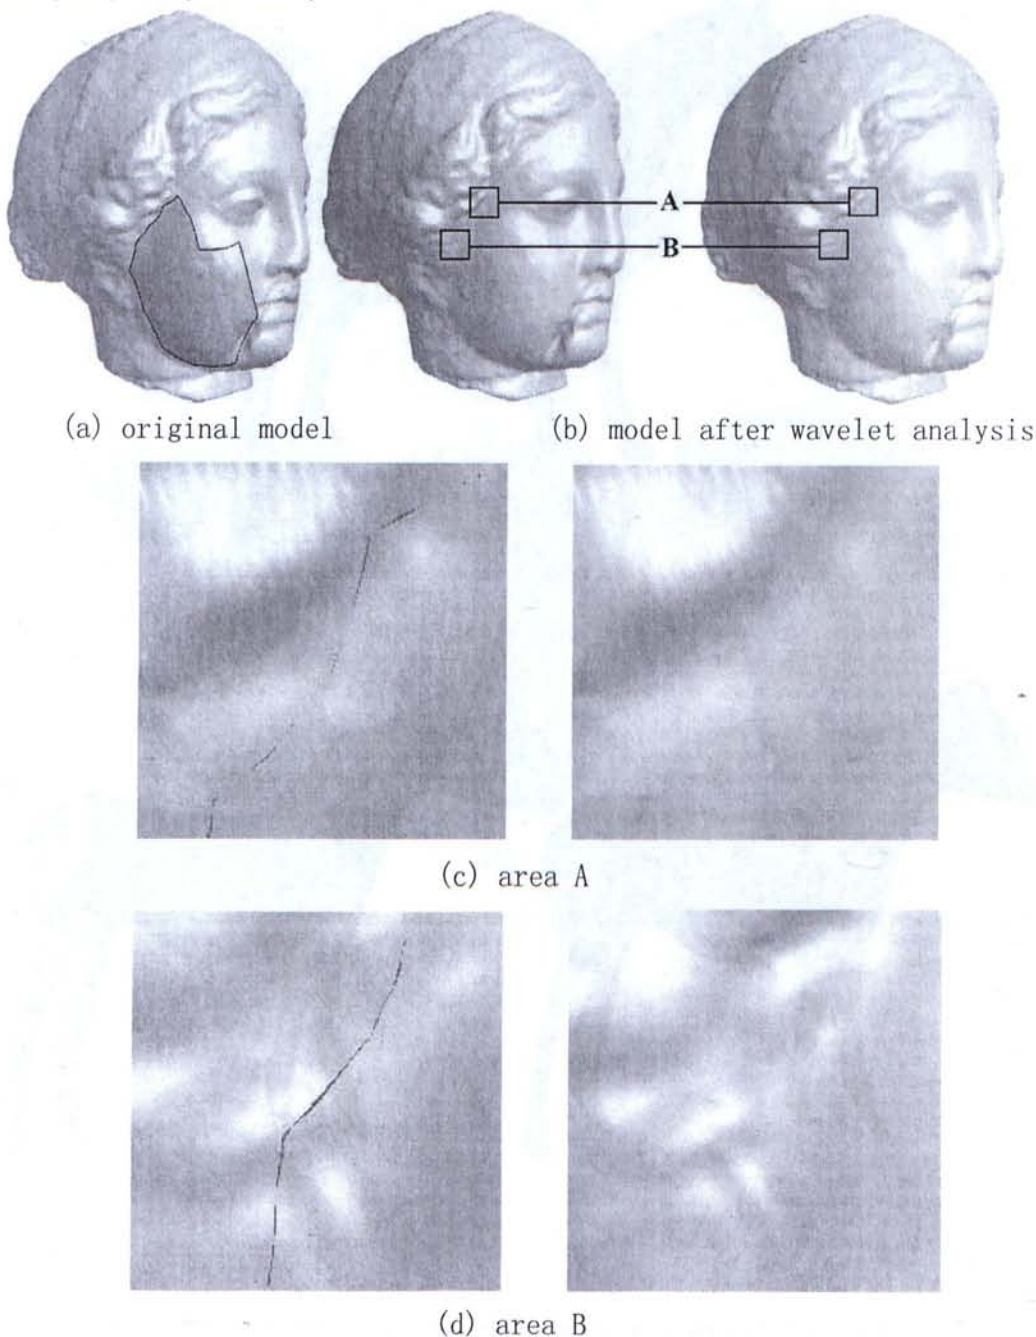 A
B
(a) original model
(b) model after wavelet analysis
(c) area A
(d) area B